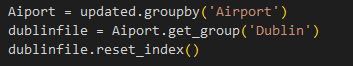 Aiport = updated.groupby('Airport')
dublinfile = Aiport.get_group('Dublin')
dublinfile.reset_index()